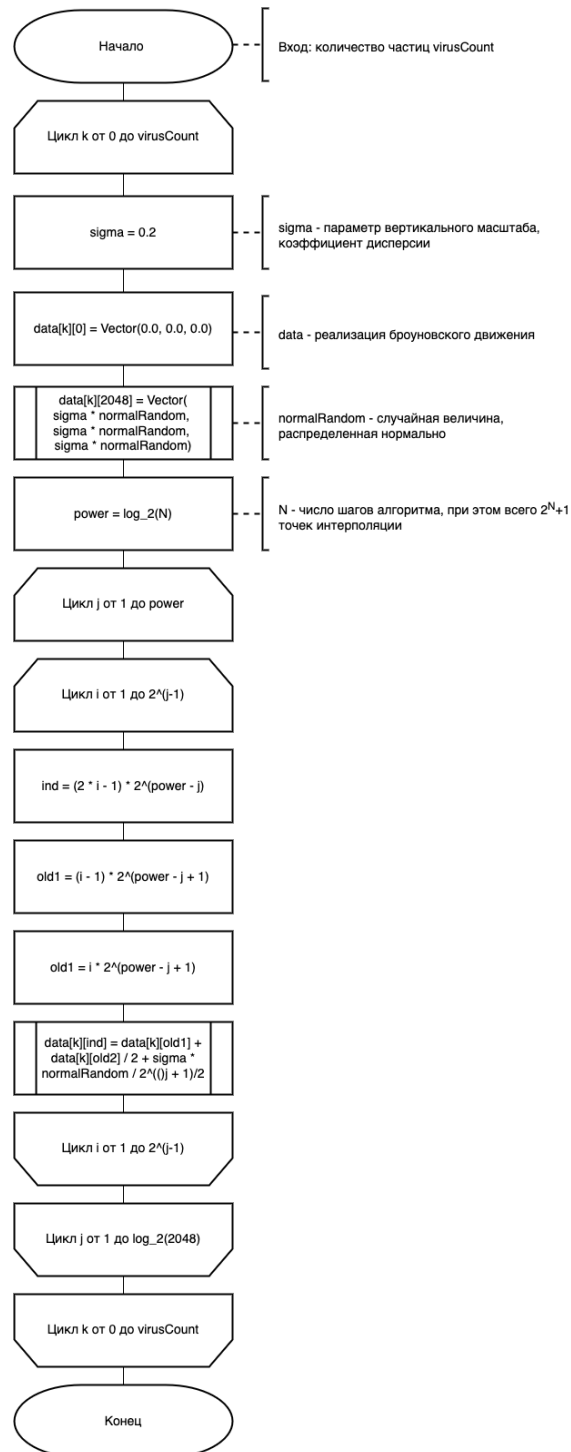 Начало
Вход: количество частиц virusCount
Цикл k от 0 до virusCount
sigma = 0.2
sigma - параметр вертикального масштаба,
коэффициент дисперсии
data[k][0] = Vector(0.0, 0.0, 0.0)
data - реализация броуновского движения
data[k][2048] = Vector(
sigma * normalRandom,
sigma * normalRandom,
sigma * normalRandom)
normalRandom - случайная величина,
распределенная нормально
power = log_2(N)
N - число шагов алгоритма, при этом всего 2^N+1
точек интерполяции
Цикл j от 1 до power
Цикл i от 1 до 2^(j-1)
ind = (2 * i - 1) * 2^(power - j)
old1 = (i - 1) * 2^(power - j + 1)
old1 = i * 2^(power - j + 1)
data[k][ind] = data[k][old1] +
data[k][old2] / 2 + sigma *
normalRandom / 2^(()j + 1)/2
Цикл i от 1 до 2^(j-1)
Цикл j от 1 до log_2(2048)
Цикл k от 0 до virusCount
Конец